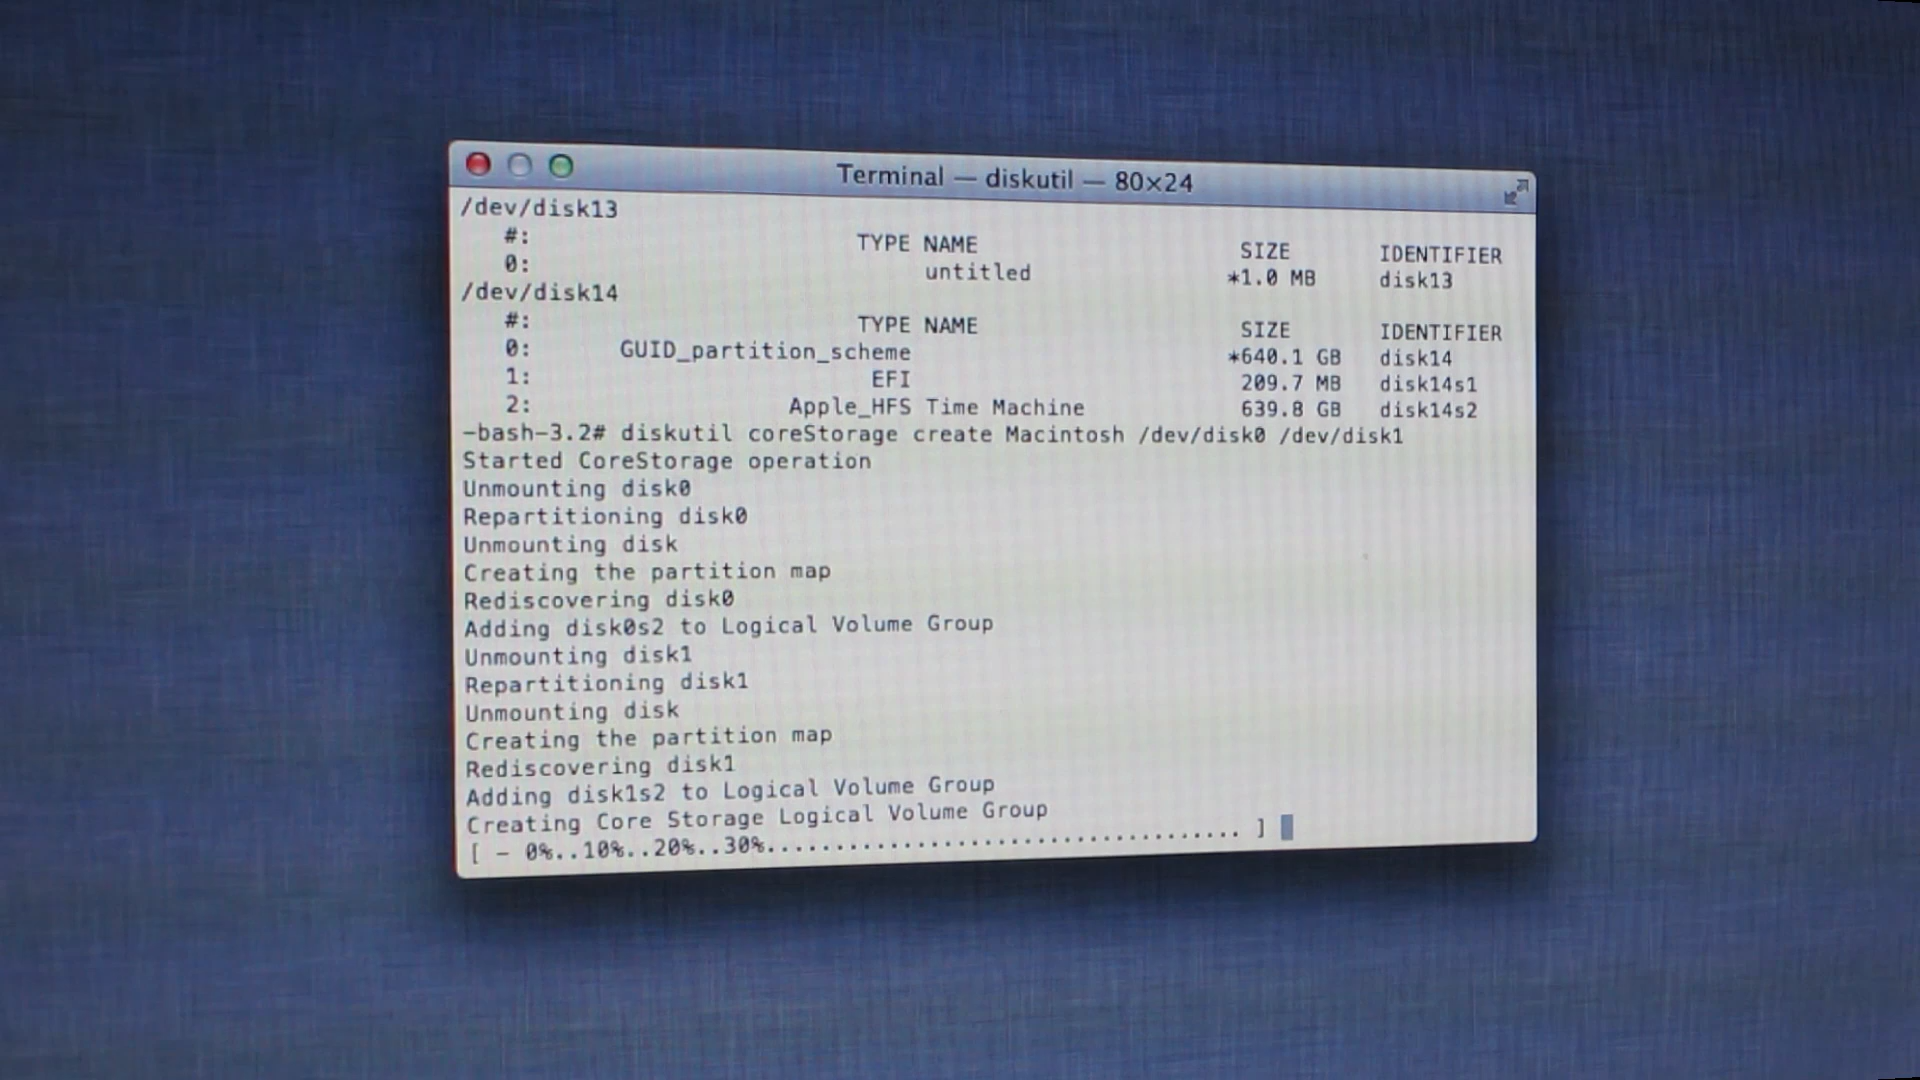 Terminal — diskutil — 80×24
/dev/disk13
#: TYPE NAME SIZE IDENTIFIER
0: untitled *1.0 MB disk13
/dev/disk14
#: TYPE NAME SIZE IDENTIFIER
0: GUID_partition_scheme *640.1 GB disk14
1: EFI 209.7 MB disk14s1
2: Apple_HFS Time Machine 639.8 GB disk14s2
-bash-3.2# diskutil coreStorage create Macintosh /dev/disk0 /dev/disk1
Started CoreStorage operation
Unmounting disk0
Repartitioning disk0
Unmounting disk
Creating the partition map
Rediscovering disk0
Adding disk0s2 to Logical Volume Group
Unmounting disk1
Repartitioning disk1
Unmounting disk
Creating the partition map
Rediscovering disk1
Adding disk1s2 to Logical Volume Group
Creating Core Storage Logical Volume Group
[ - 0%..10%..20%..30%.................................. ]